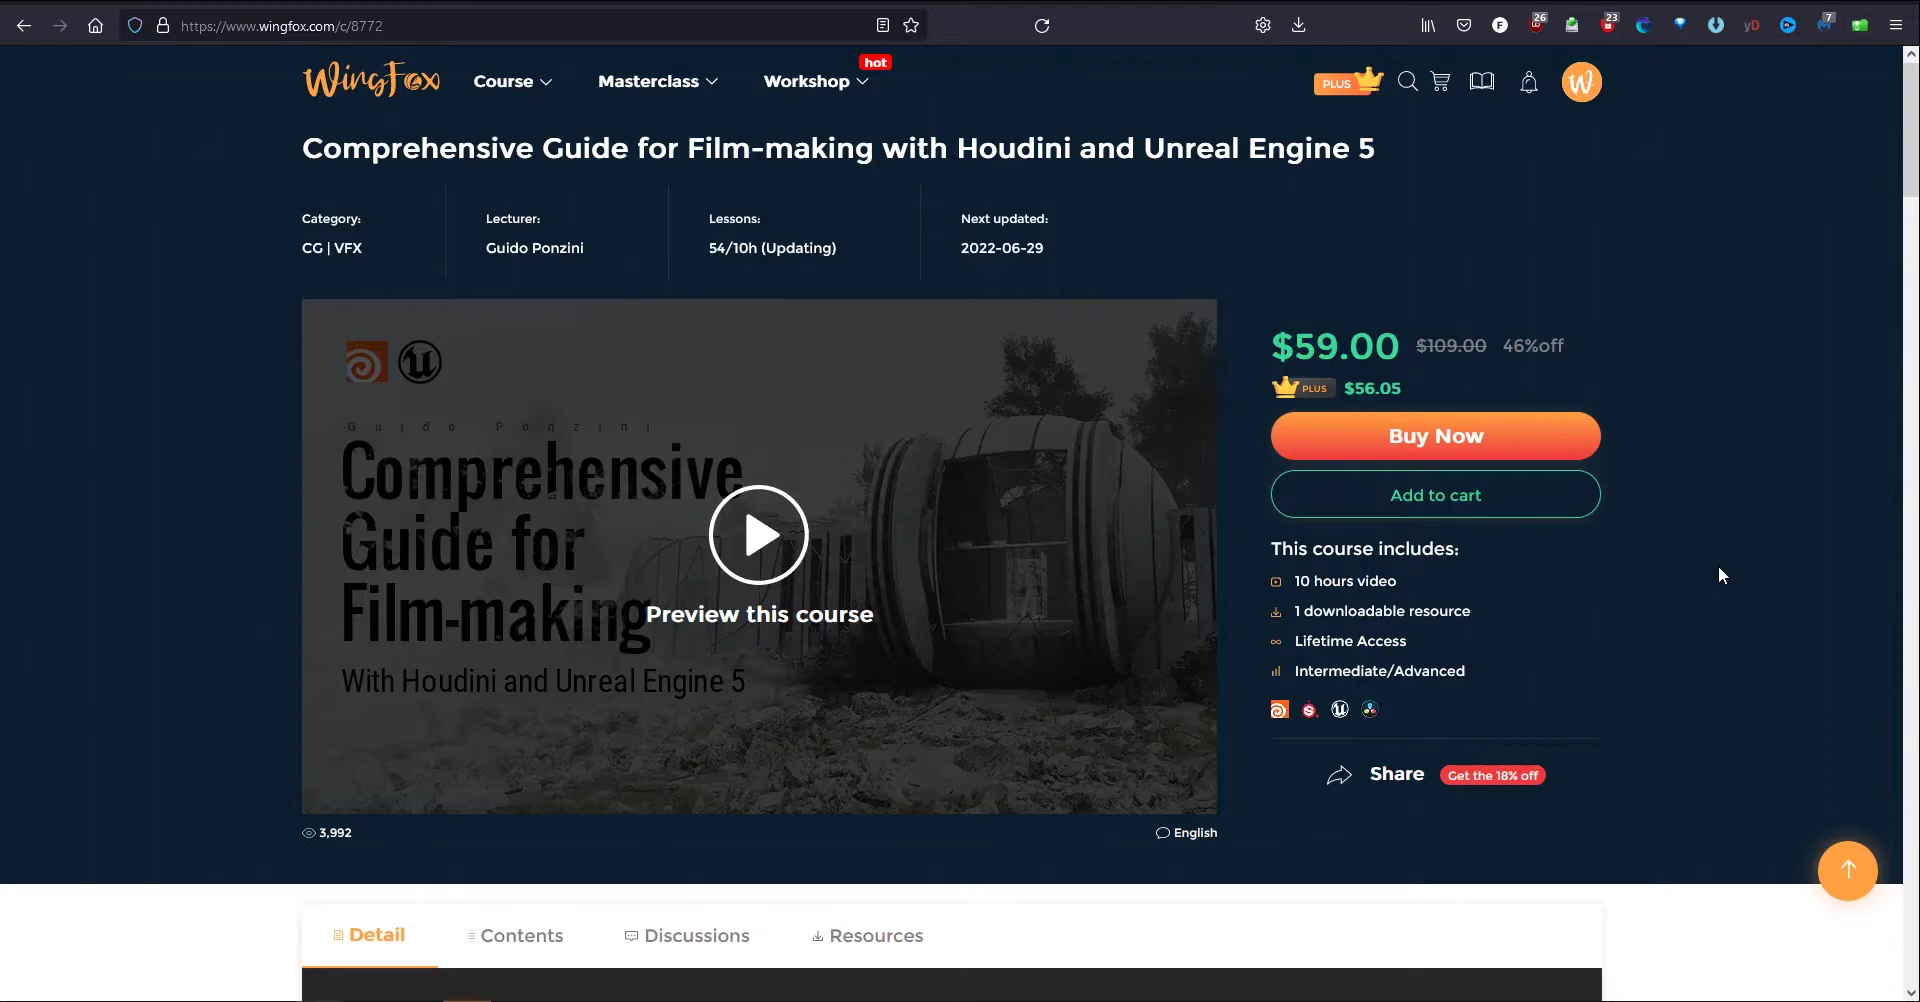 https://www.wingfox.com/c/8772
26
23
yD
7
WingFox
Course
Masterclass
Workshop
hot
PLUS
Comprehensive Guide for Film-making with Houdini and Unreal Engine 5
Category:
CG | VFX
Lecturer:
Guido Ponzini
Lessons:
54/10h (Updating)
Next updated:
2022-06-29
Guido Ponzini
Comprehensive
Guide for
Film-making
With Houdini and Unreal Engine 5
Preview this course
3,992
English
$59.00 $109.00 46%off
PLUS $56.05
Buy Now
Add to cart
This course includes:
10 hours video
1 downloadable resource
Lifetime Access
Intermediate/Advanced
Share Get the 18% off
Detail
Contents
Discussions
Resources